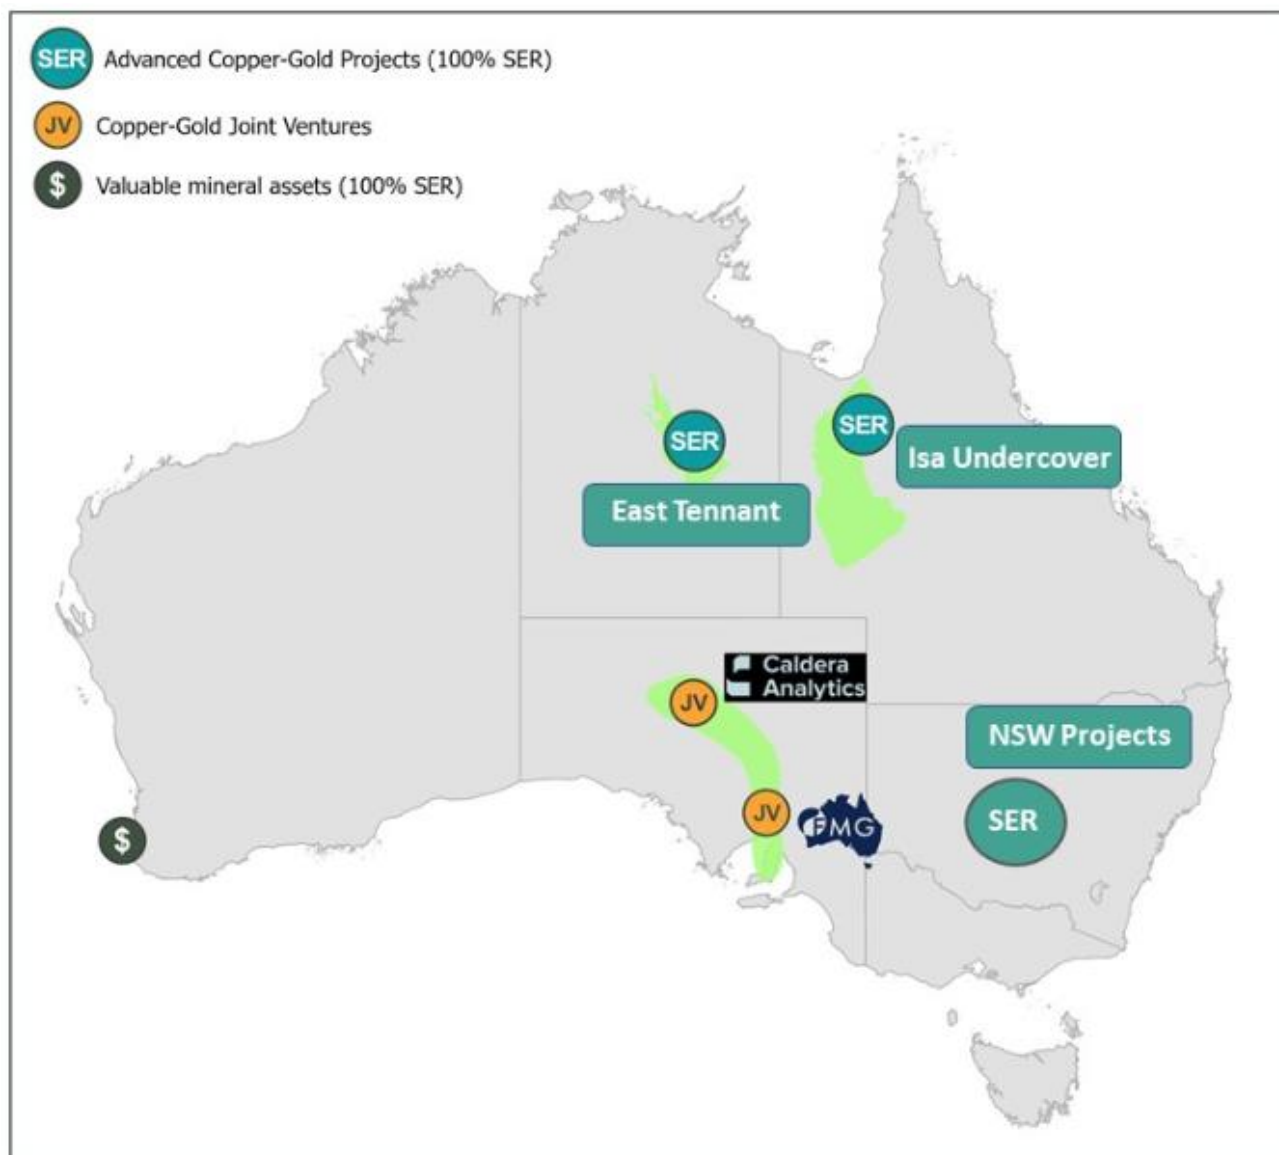 SER Advanced Copper-Gold Projects (100% SER)
JV Copper-Gold Joint Ventures
$ Valuable mineral assets (100% SER)
SER
SER
Isa Undercover
East Tennant
Caldera
Analytics
JV
NSW Projects
JV
FMG
SER
$